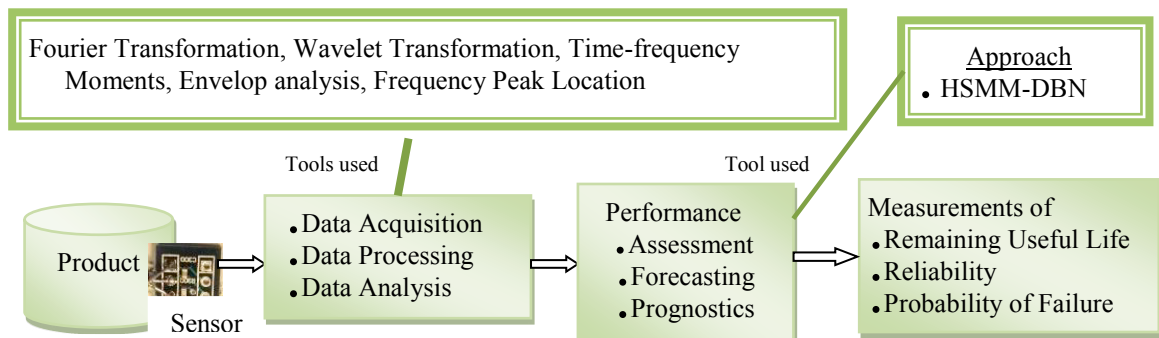 Fourier Transformation, Wavelet Transformation, Time-frequency
Moments, Envelop analysis, Frequency Peak Location
Approach
• HSMM-DBN
Tools used
Tool used
Product
Sensor
• Data Acquisition
• Data Processing
• Data Analysis
Performance
• Assessment
• Forecasting
• Prognostics
Measurements of
• Remaining Useful Life
• Reliability
• Probability of Failure